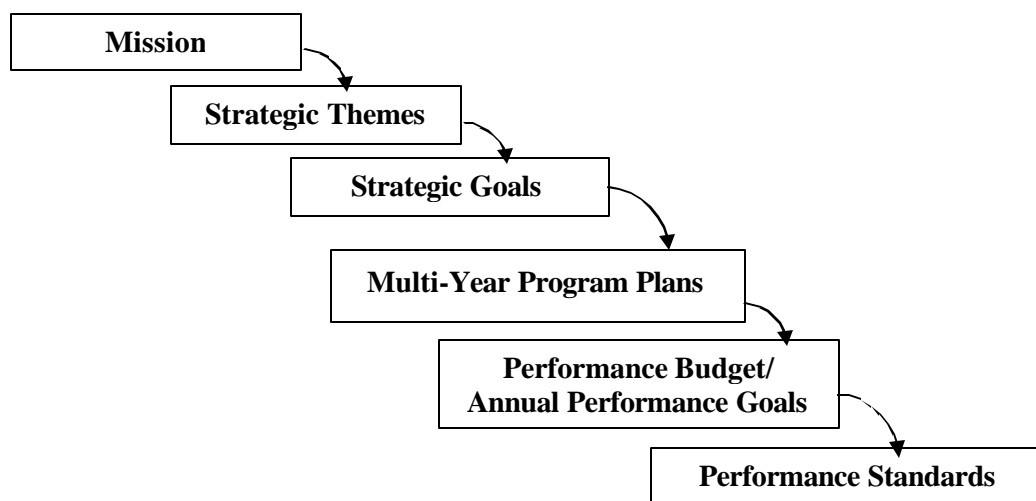 Mission
Strategic Themes
Strategic Goals
Multi-Year Program Plans
Performance Budget/
Annual Performance Goals
Performance Standards